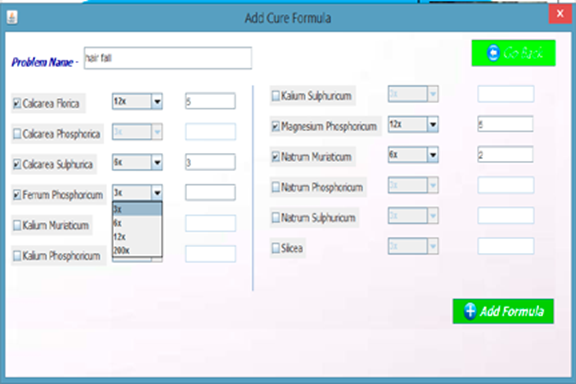 Add Cure Formula
x
Problem Name - hair fall
Go Back
Calcarea Florica 12x 5
Calcarea Phosphorica 3x
Calcarea Sulphurica 6x 3
Ferrum Phosphoricum 3x
3x
6x
12x
200x
Kalium Muriaticum
Kalium Phosphoricum
Kalium Sulphuricum 3x
Magnesium Phosphoricum 12x 6
Natrum Muriaticum 6x 2
Natrum Phosphoricum 3x
Natrum Sulphuricum 3x
Silicea 3x
Add Formula